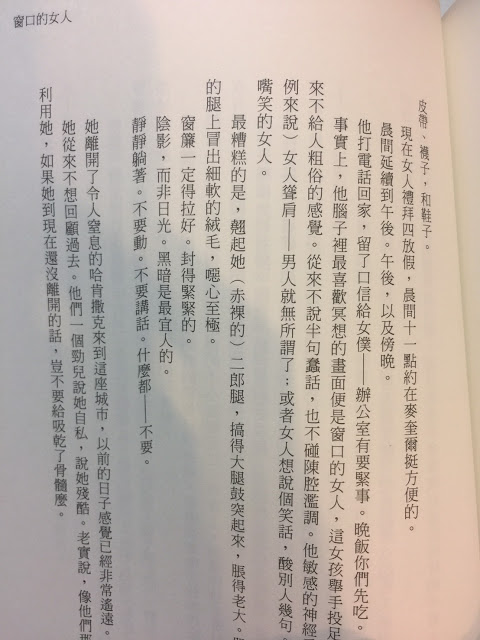 窗口的女人
皮帶、襪子，和鞋子。
現在女人禮拜四放假，晨間十一點約在麥奎爾挺方便的。
晨間延續到午後。午後，以及傍晚。
他打電話回家，留了口信給女僕——辦公室有要緊事。晚飯你們先吃。
事實上，他腦子裡最喜歡冥想的畫面便是窗口的女人，這女孩舉手投足
來不給人粗俗的感覺。從來不說半句蠢話，也不碰陳腔濫調。他敏感的神經
例來說）女人聳肩——男人就無所謂了；或者女人想說個笑話，酸別人幾句。
嘴笑的女人。
最糟糕的是，翹起她（赤裸的）二郎腿，搞得大腿鼓突起來，脹得老大。
的腿上冒出細軟的絨毛，噁心至極。
窗簾一定得拉好。封得緊緊的。
陰影，而非日光。黑暗是最宜人的。
靜靜躺著。不要動。不要講話。什麼都——不要。
她離開了令人窒息的哈肯撒克來到這座城市，以前的日子感覺已經非常遙遠。
她從來不想回顧過去。他們一個勁兒說她自私，說她殘酷。老實說，像他們那
利用她，如果她到現在還沒離開的話，豈不要給吸乾了骨髓麼。